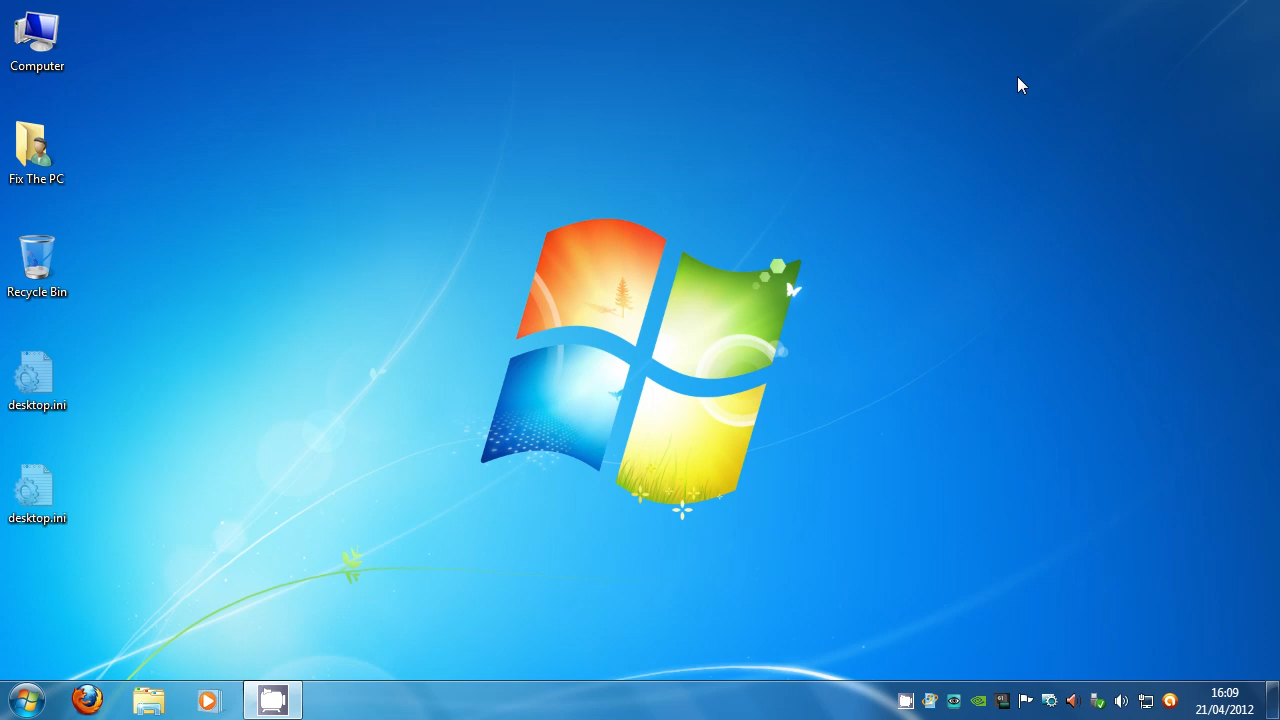 Computer
Fix The PC
Recycle Bin
desktop.ini
desktop.ini
16:09
21/04/2012